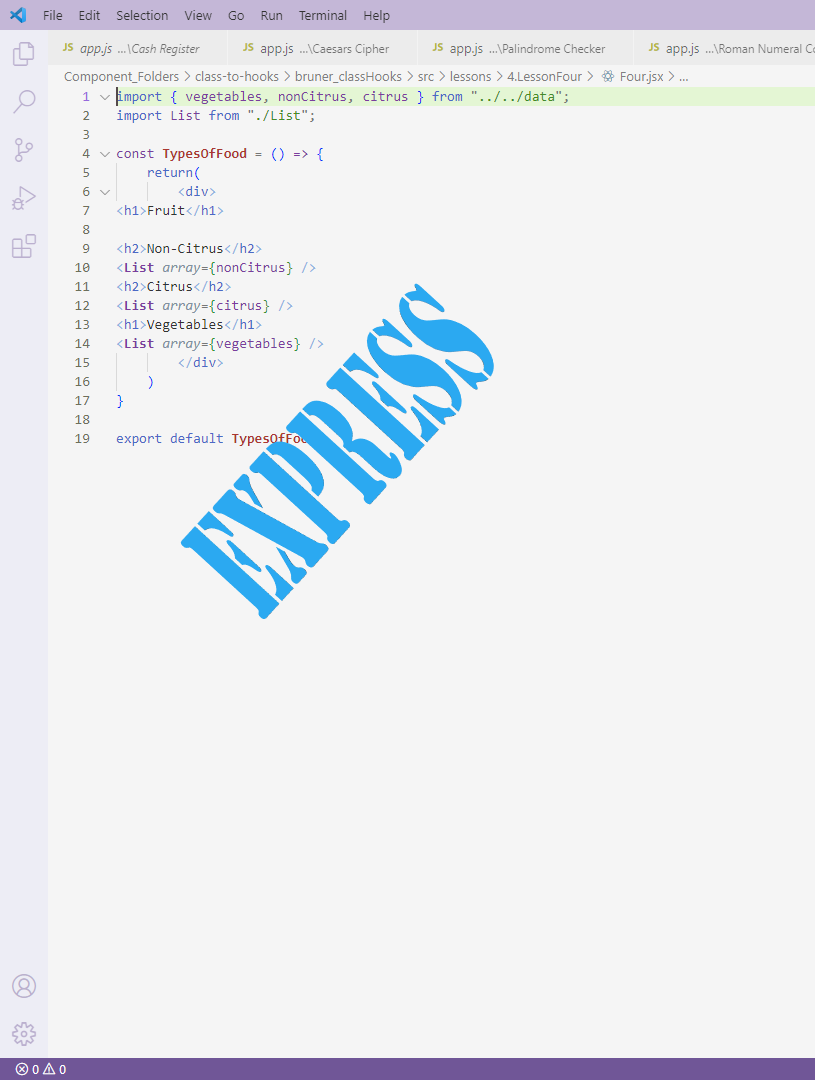 File Edit Selection View Go Run Terminal Help
JS app.js ...\Cash Register JS app.js ...\Caesars Cipher JS app.js ...\Palindrome Checker JS app.js ...\Roman Numeral
Component_Folders > class-to-hooks > bruner_classHooks > src > lessons > 4.LessonFour > Four.jsx > ...
1 import { vegetables, nonCitrus, citrus } from "../../data";
2 import List from "./List";
3
4 const TypesOfFood = () => {
5 return(
6 <div>
7 <h1>Fruit</h1>
8
9 <h2>Non-Citrus</h2>
10 <List array={nonCitrus} />
11 <h2>Citrus</h2>
12 <List array={citrus} />
13 <h1>Vegetables</h1>
14 <List array={vegetables} />
15 </div>
16 )
17 }
18
19 export default TypesOfFoo
EXPRESS
0 0